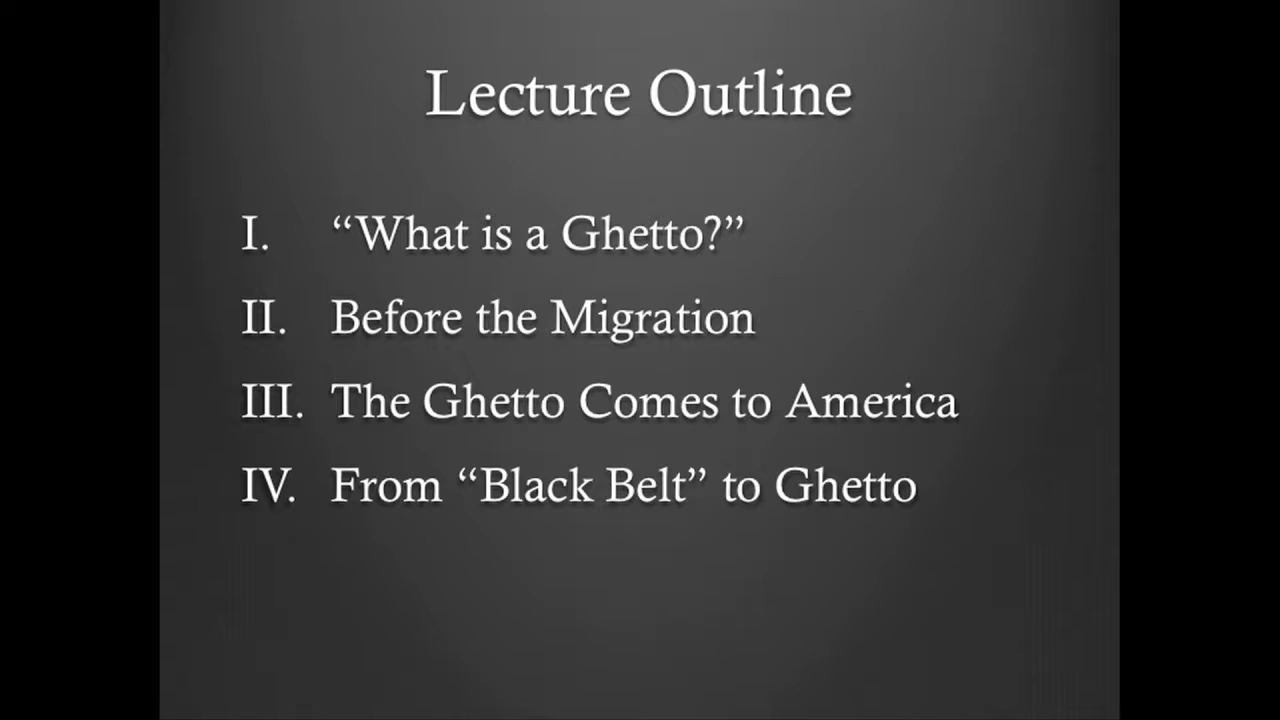 Lecture Outline
I. “What is a Ghetto?”
II. Before the Migration
III. The Ghetto Comes to America
IV. From “Black Belt” to Ghetto